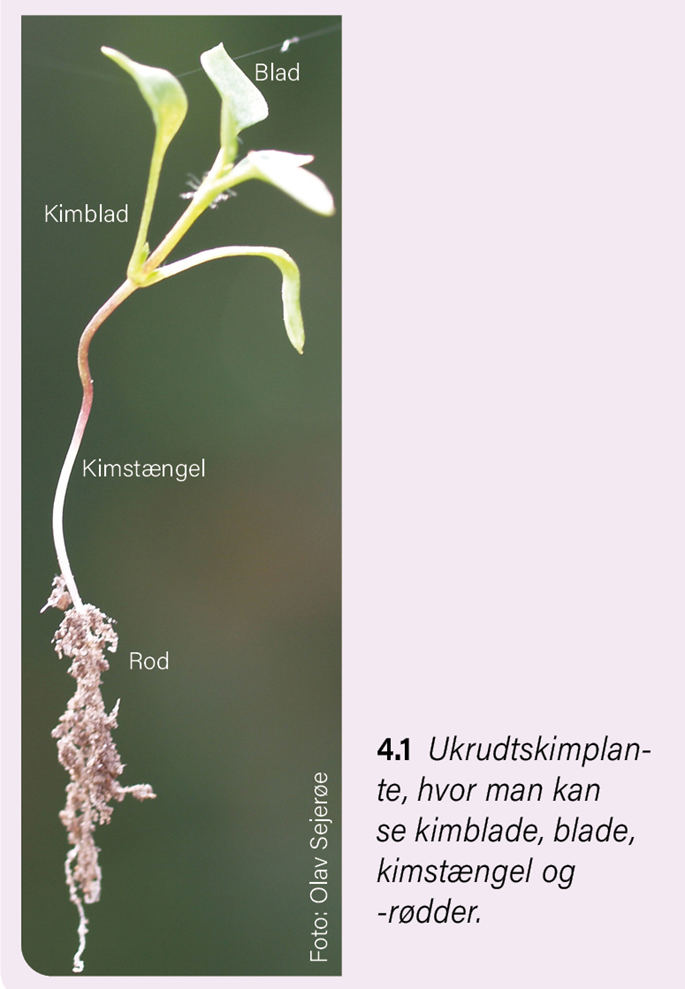 Blad
Kimblad
Kimstængel
Rod
Foto: Olav Sejerøe
4.1 Ukrudtskimplan-
te, hvor man kan
se kimblade, blade,
kimstængel og
-rødder.